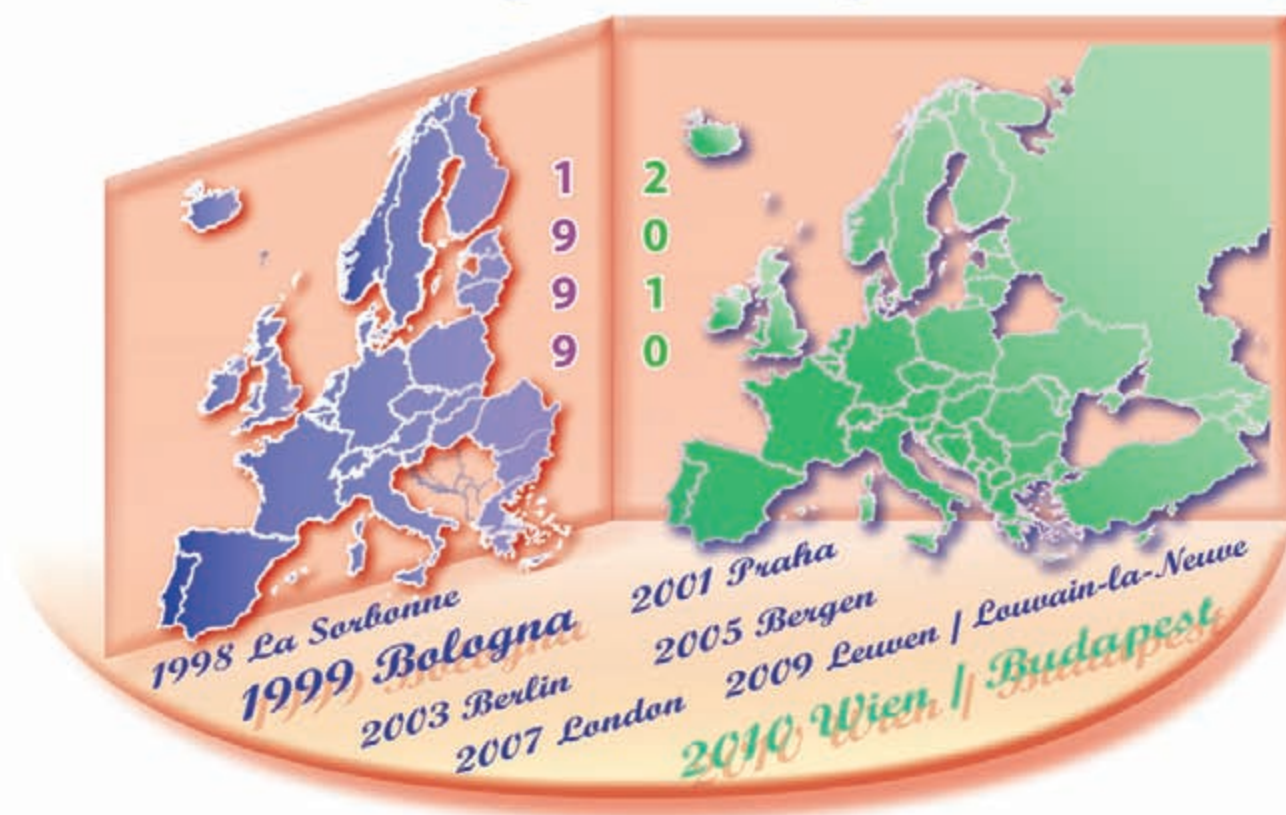 1999
2010
1998 La Sorbonne
1999 Bologna
2001 Praha
2003 Berlin
2005 Bergen
2007 London
2009 Leuven / Louvain-la-Neuve
2010 Wien / Budapest